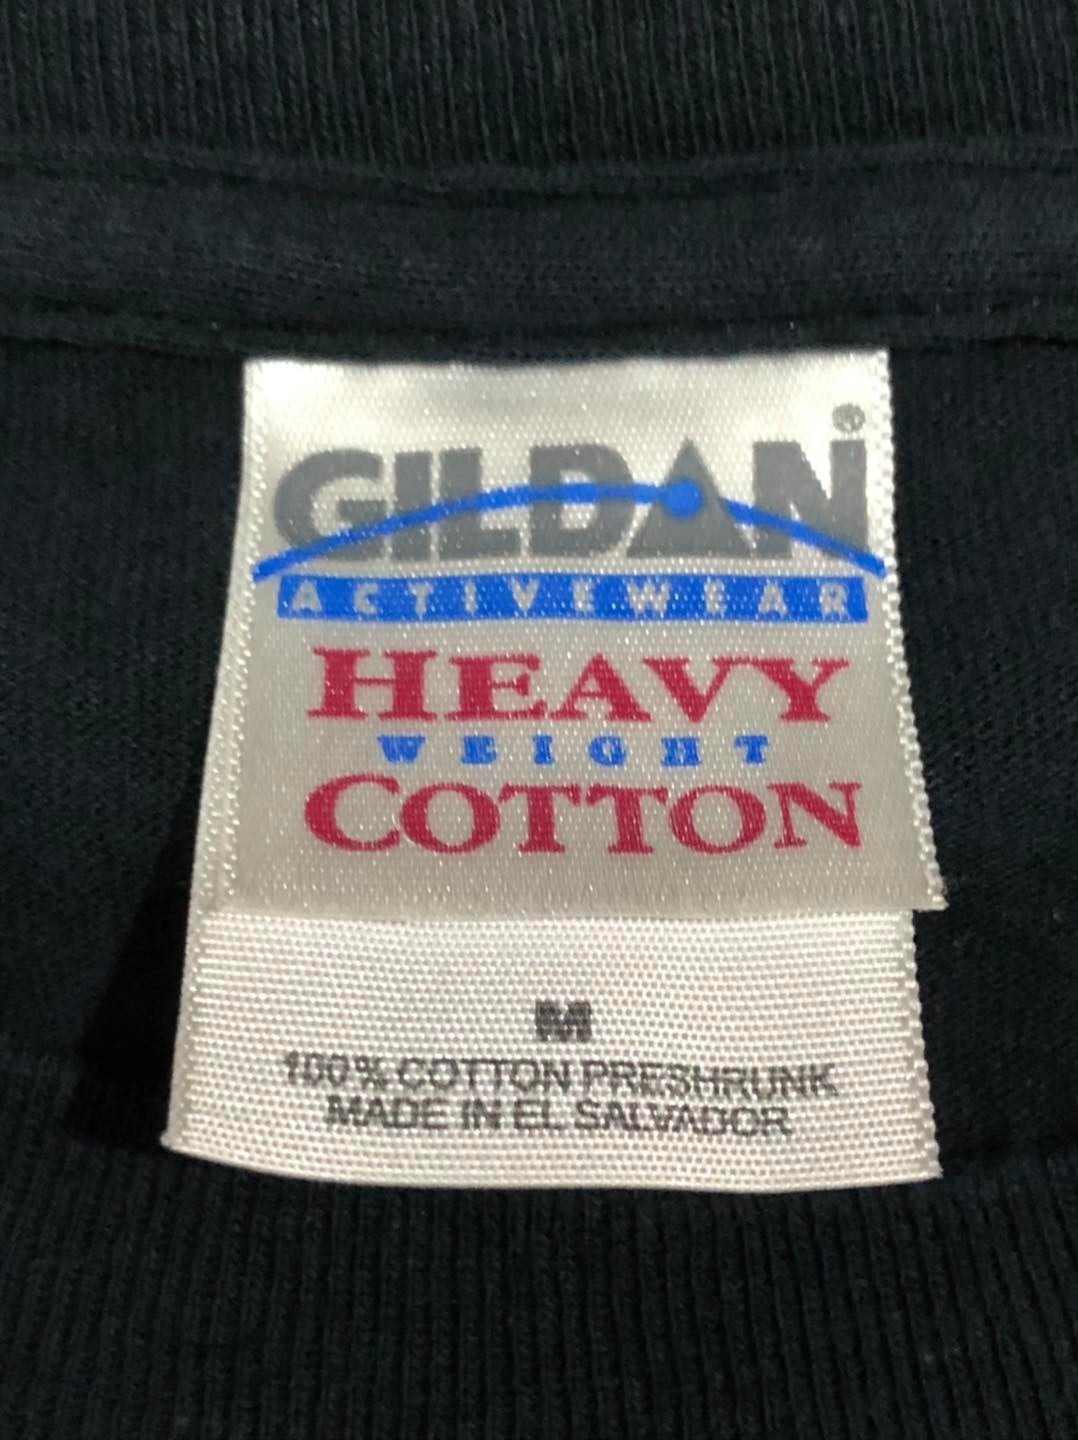 GILDAN®
ACTIVEWEAR
HEAVY
WEIGHT
COTTON
M
100% COTTON PRESHRUNK
MADE IN EL SALVADOR